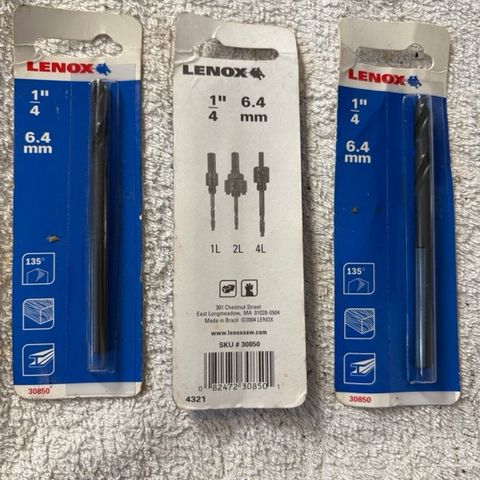 LENOX
1"
4
6.4
mm
135°
30850
LENOX
1" 6.4
4 mm
1L 2L 4L
301 Chestnut Street
East Longmeadow, MA 01028-0504
Made in Brazil ©2004 LENOX
www.lenoxsaw.com
SKU # 30850
0 82472 30850 1
4321
LENOX
1"
4
6.4
mm
135°
30850